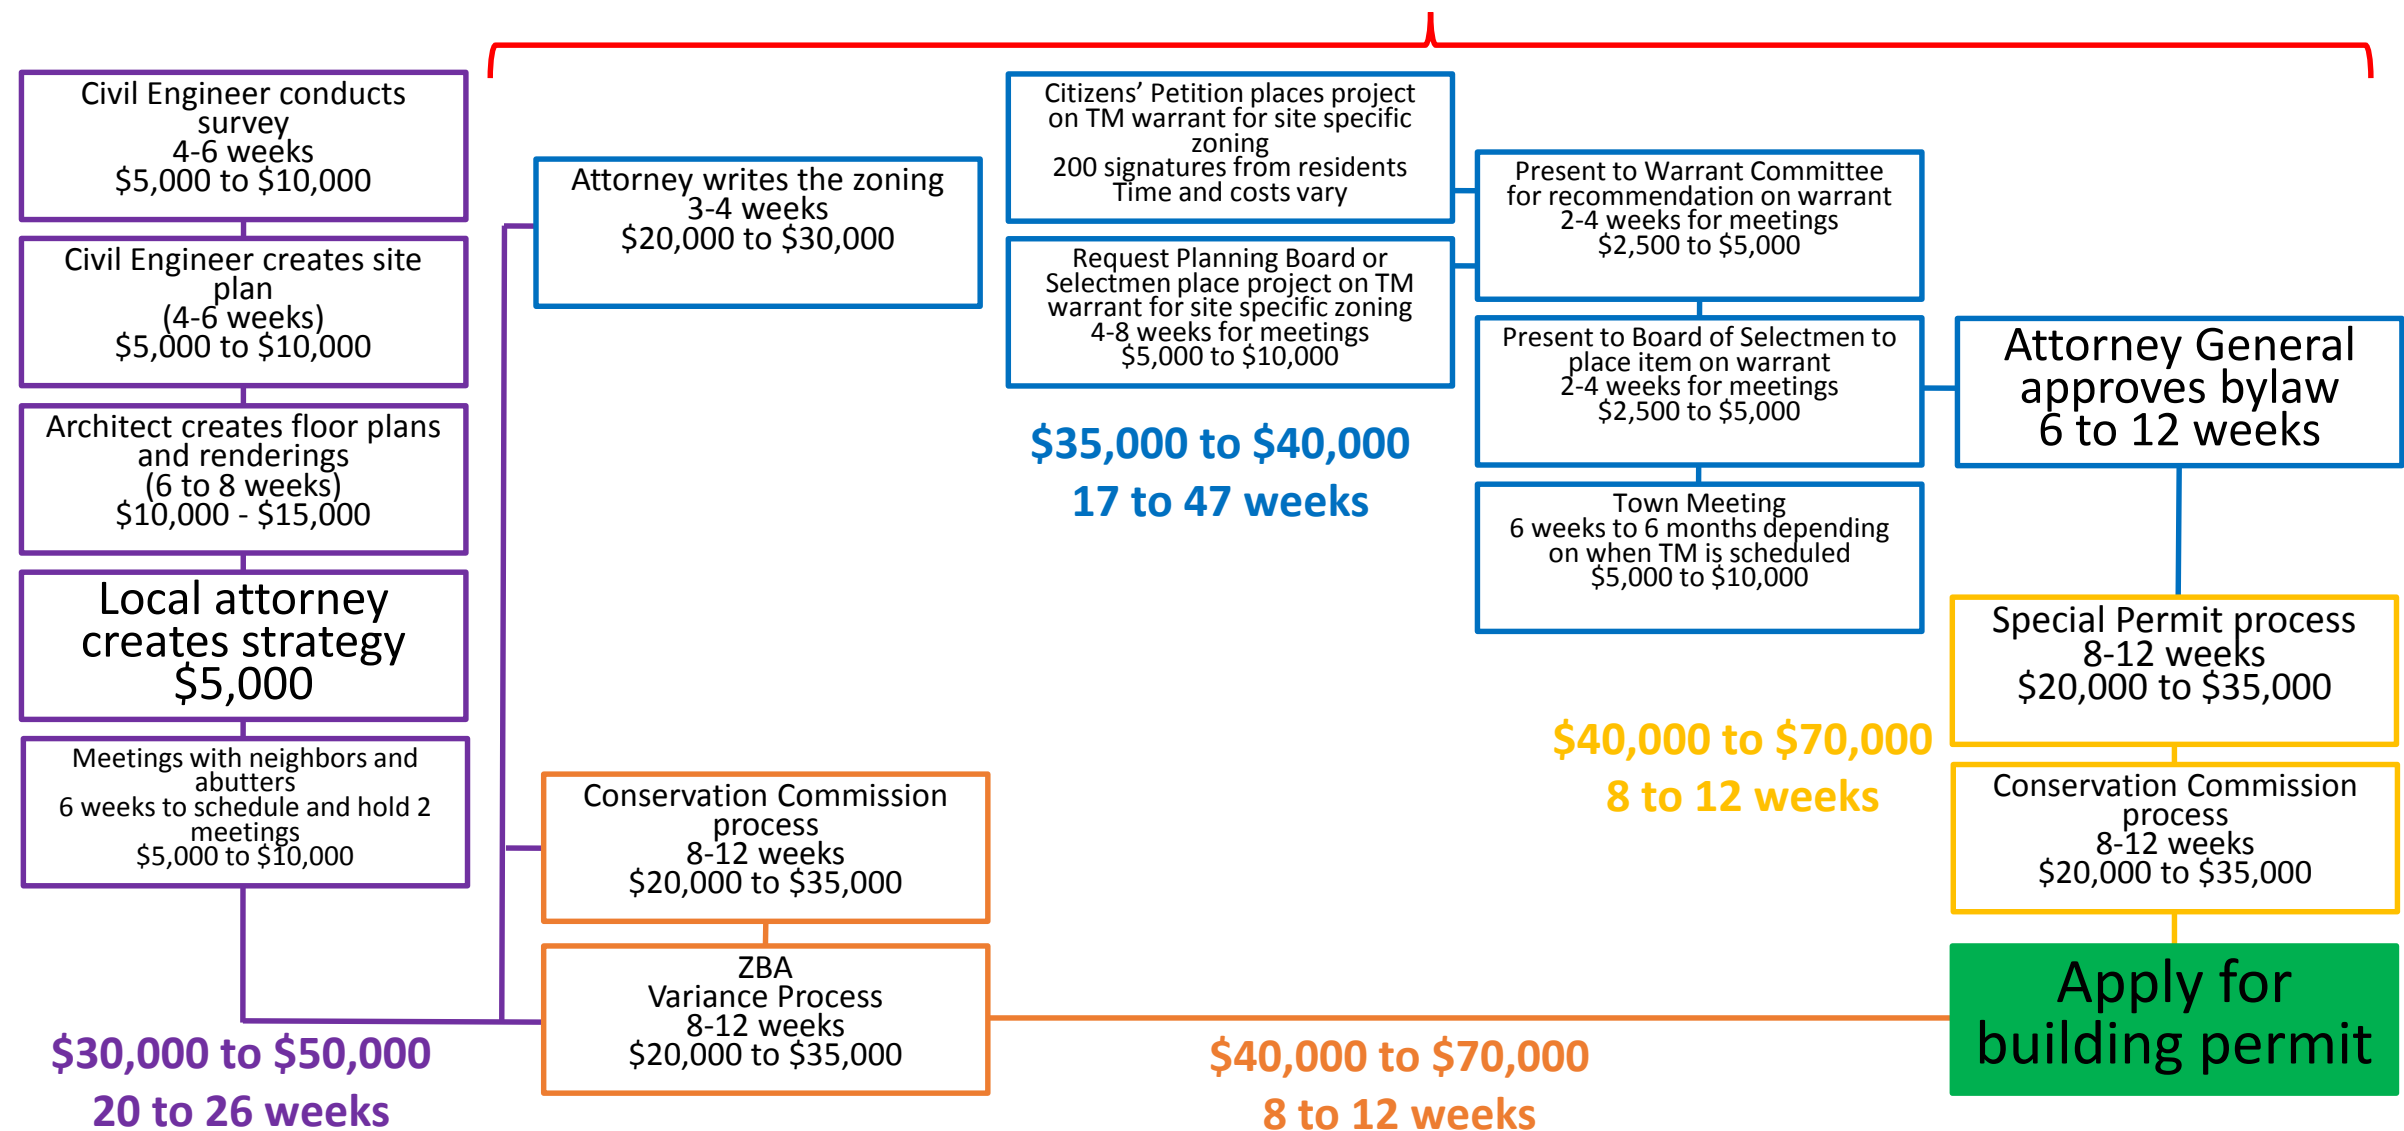 Civil Engineer conducts
survey
4-6 weeks
$5,000 to $10,000
Civil Engineer creates site
plan
(4-6 weeks)
$5,000 to $10,000
Architect creates floor plans
and renderings
(6 to 8 weeks)
$10,000 - $15,000
Local attorney
creates strategy
$5,000
Meetings with neighbors and
abutters
6 weeks to schedule and hold 2
meetings
$5,000 to $10,000
$30,000 to $50,000
20 to 26 weeks
Attorney writes the zoning
3-4 weeks
$20,000 to $30,000
Conservation Commission
process
8-12 weeks
$20,000 to $35,000
ZBA
Variance Process
8-12 weeks
$20,000 to $35,000
Citizens’ Petition places project
on TM warrant for site specific
zoning
200 signatures from residents
Time and costs vary
Request Planning Board or
Selectmen place project on TM
warrant for site specific zoning
4-8 weeks for meetings
$5,000 to $10,000
$35,000 to $40,000
17 to 47 weeks
Present to Warrant Committee
for recommendation on warrant
2-4 weeks for meetings
$2,500 to $5,000
Present to Board of Selectmen to
place item on warrant
2-4 weeks for meetings
$2,500 to $5,000
Town Meeting
6 weeks to 6 months depending
on when TM is scheduled
$5,000 to $10,000
Attorney General
approves bylaw
6 to 12 weeks
Special Permit process
8-12 weeks
$20,000 to $35,000
$40,000 to $70,000
8 to 12 weeks
Conservation Commission
process
8-12 weeks
$20,000 to $35,000
$40,000 to $70,000
8 to 12 weeks
Apply for
building permit